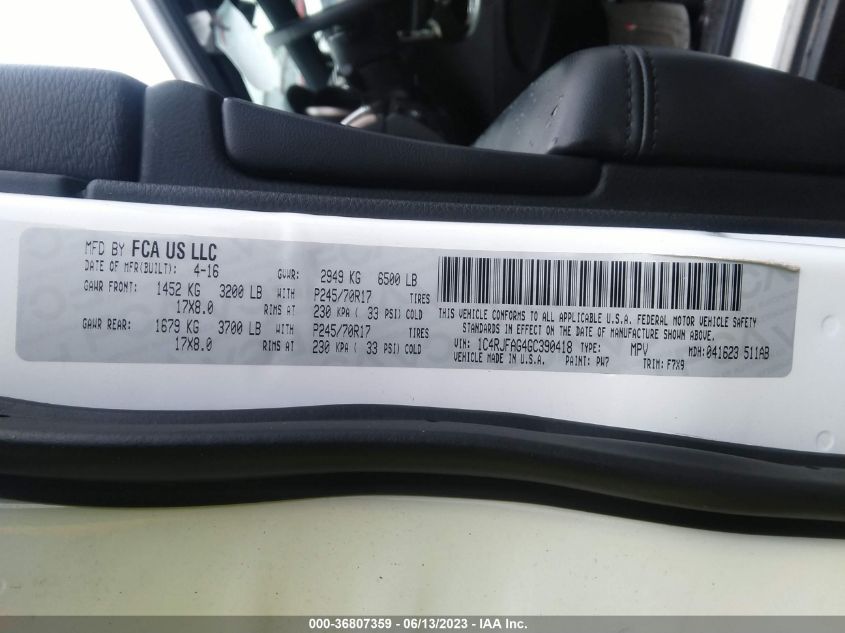 MFD BY FCA US LLC
DATE OF MFR(BUILT): 4-16 GVWR: 2949 KG 6500 LB
GAWR FRONT: 1452 KG 3200 LB WITH P245/70R17 TIRES
17X8.0 RIMS AT 230 KPA ( 33 PSI) COLD
GAWR REAR: 1679 KG 3700 LB WITH P245/70R17 TIRES
17X8.0 RIMS AT 230 KPA ( 33 PSI) COLD
THIS VEHICLE CONFORMS TO ALL APPLICABLE U.S.A. FEDERAL MOTOR VEHICLE SAFETY
STANDARDS IN EFFECT ON THE DATE OF MANUFACTURE SHOWN ABOVE.
VIN: 1C4RJFAG4GC390418 TYPE: MPV MDH: 041623 511AB
VEHICLE MADE IN U.S.A. PAINT: PW7 TRIM: F7X9
000-36807359 - 06/13/2023 - IAA Inc.